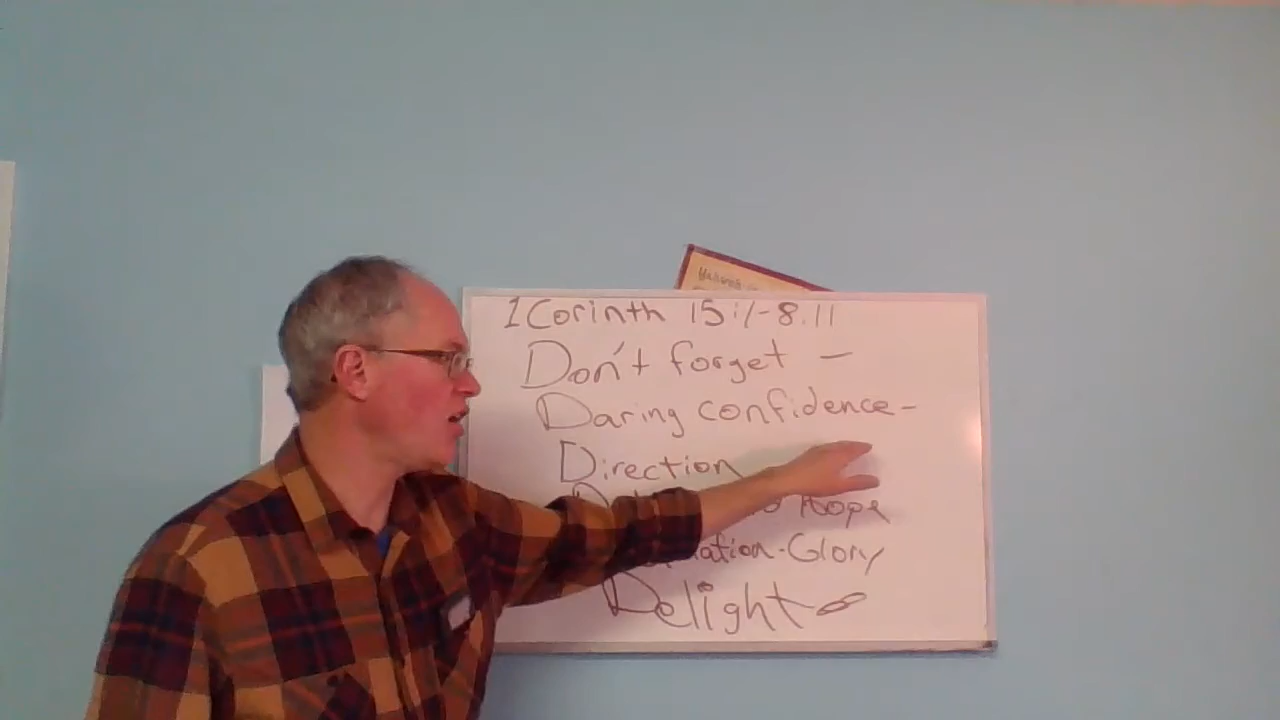 1 Corinth 15:1-8.11
Don't forget —
Daring confidence -
Direction
Hope
-Glory
Delight ∞